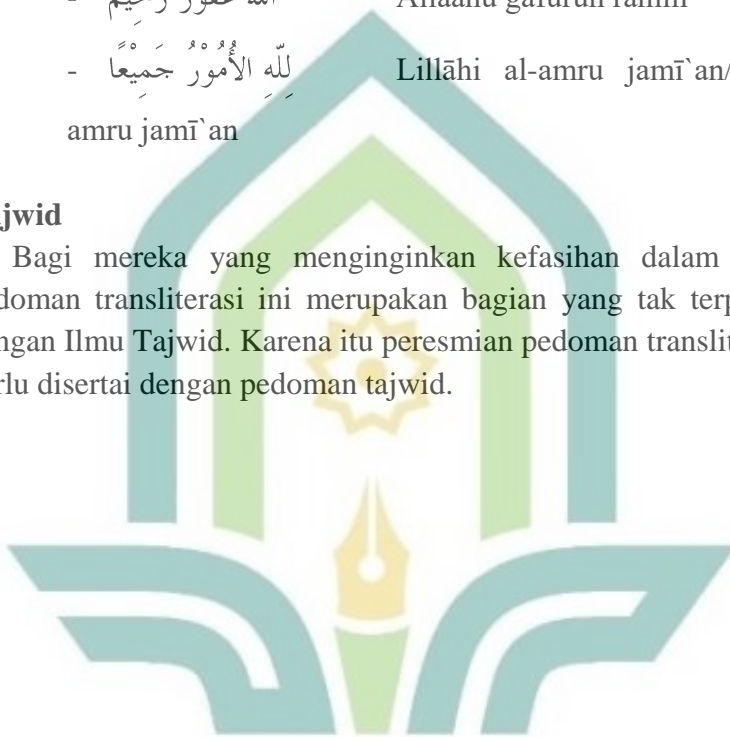 - لِلّهِ الأُمُوْرُ جَمِيْعًا Lillāhi al-amru jamī`an/
amru jamī`an
jwid
Bagi mereka yang menginginkan kefasihan dalam
doman transliterasi ini merupakan bagian yang tak terp
ngan Ilmu Tajwid. Karena itu peresmian pedoman translit
rlu disertai dengan pedoman tajwid.